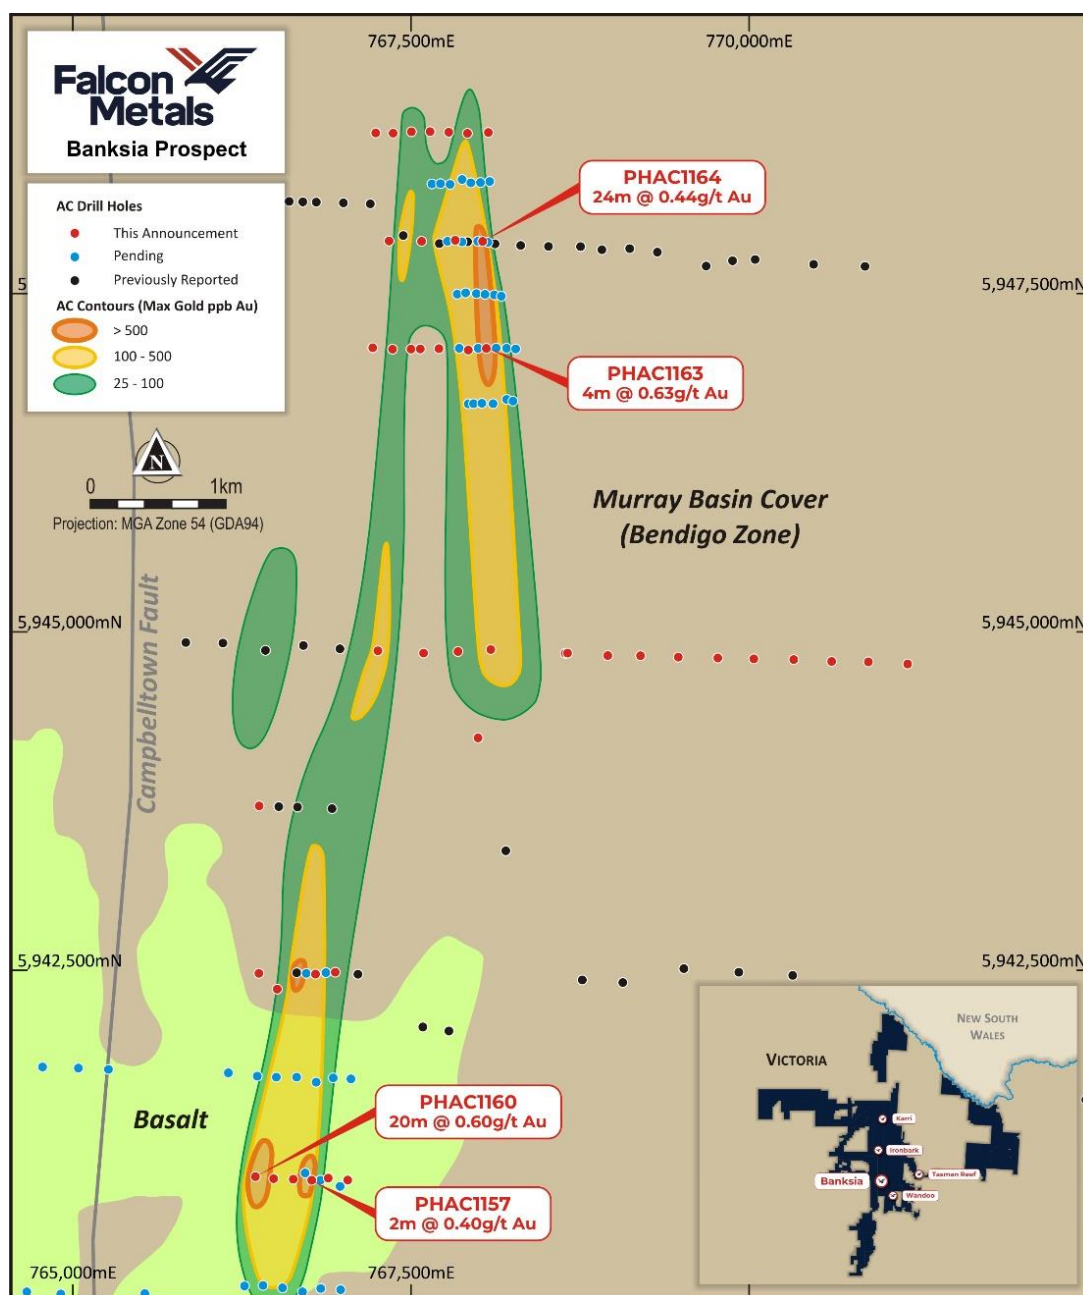 767,500mE
770,000mE
Falcon
Metals
Banksia Prospect
AC Drill Holes
This Announcement
Pending
Previously Reported
AC Contours (Max Gold ppb Au)
> 500
100 - 500
25 - 100
PHAC1164
24m @ 0.44g/t Au
5
5,947,500mN
PHAC1163
4m @ 0.63g/t Au
N
0 1km
Projection: MGA Zone 54 (GDA94)
Murray Basin Cover
(Bendigo Zone)
Campbelltown Fault
5,945,000mN
5,945,000mN
5,942,500mN
5,942,500mN
Basalt
PHAC1160
20m @ 0.60g/t Au
PHAC1157
2m @ 0.40g/t Au
765,000mE
767,500mE
NEW SOUTH
WALES
VICTORIA
Karri
Ironbark
Tasman Reef
Banksia
Wandoo